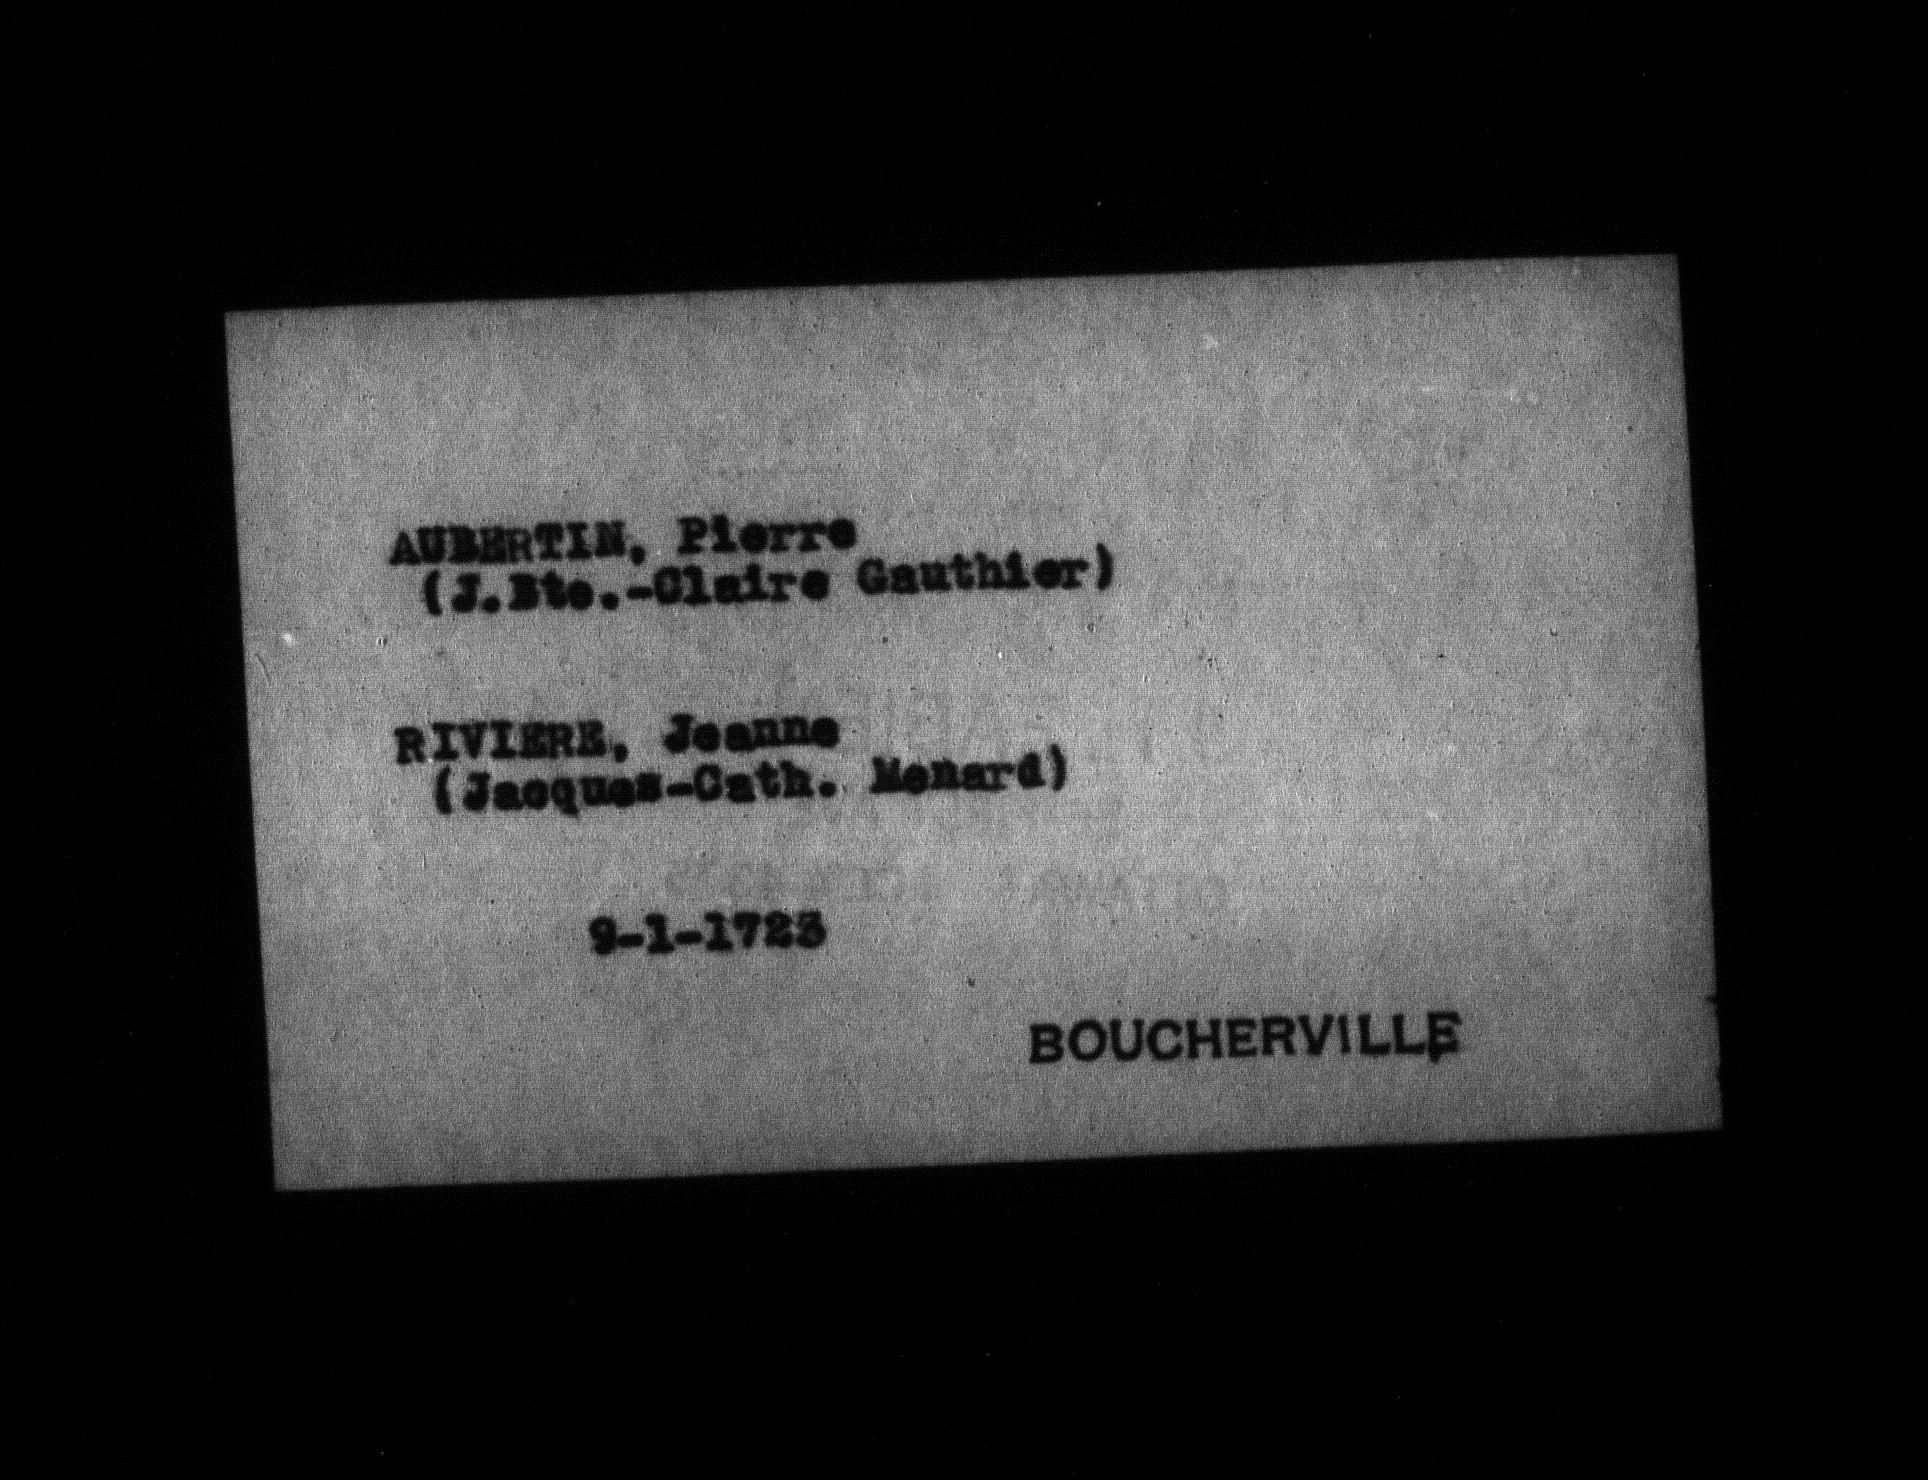 AUBERTIN, Pierre
(J.Bte.-Claire Gauthier)
RIVIERE, Jeanne
(Jacques-Cath. Menard)
9-1-1723
BOUCHERVILLE